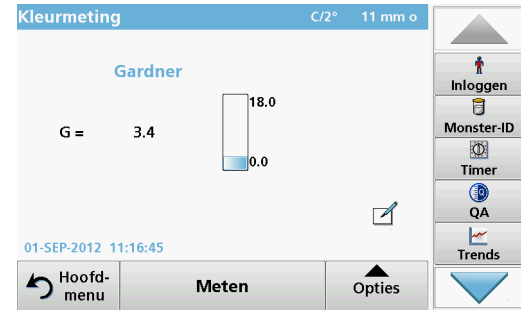 Kleurmeting C/2° 11 mm o
Gardner
18.0
G = 3.4
0.0
01-SEP-2012 11:16:45
Hoofd-
menu
Meten
Opties
Inloggen
Monster-ID
Timer
QA
Trends